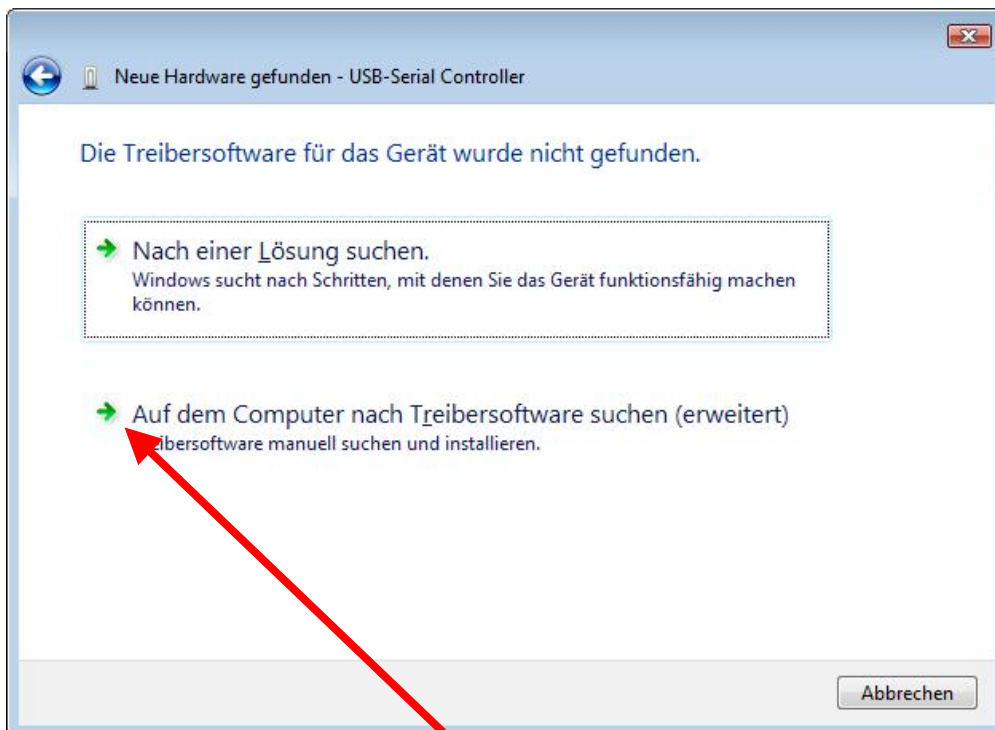 Neue Hardware gefunden - USB-Serial Controller
Die Treibersoftware für das Gerät wurde nicht gefunden.
Nach einer Lösung suchen.
Windows sucht nach Schritten, mit denen Sie das Gerät funktionsfähig machen
können.
Auf dem Computer nach Treibersoftware suchen (erweitert)
manuell suchen und installieren.
Abbrechen